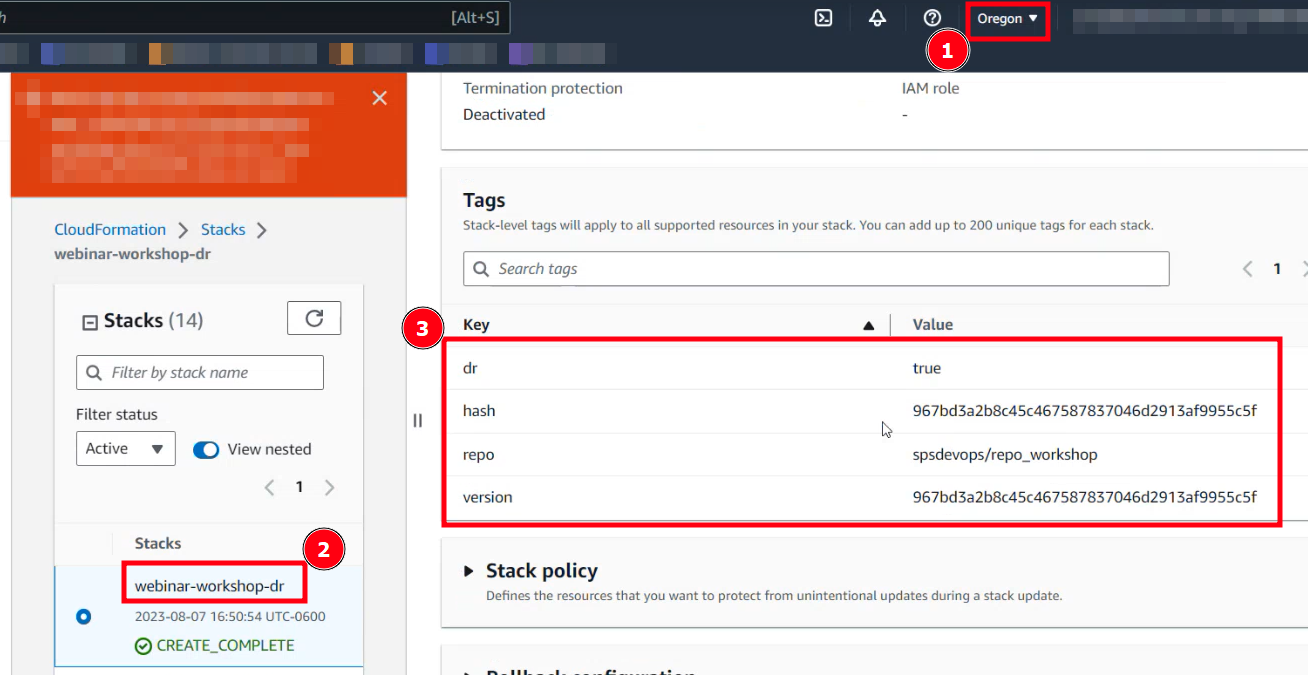 h [Alt+S] Oregon
1
Termination protection IAM role
Deactivated -
CloudFormation Stacks
webinar-workshop-dr
Stacks (14)
Filter by stack name
Filter status
Active View nested
1
Stacks
2
webinar-workshop-dr
2023-08-07 16:50:54 UTC-0600
CREATE_COMPLETE
Tags
Stack-level tags will apply to all supported resources in your stack. You can add up to 200 unique tags for each stack.
Search tags 1
3
Key Value
dr true
hash 967bd3a2b8c45c467587837046d2913af9955c5f
repo spsdevops/repo_workshop
version 967bd3a2b8c45c467587837046d2913af9955c5f
Stack policy
Defines the resources that you want to protect from unintentional updates during a stack update.
Rollback configuration